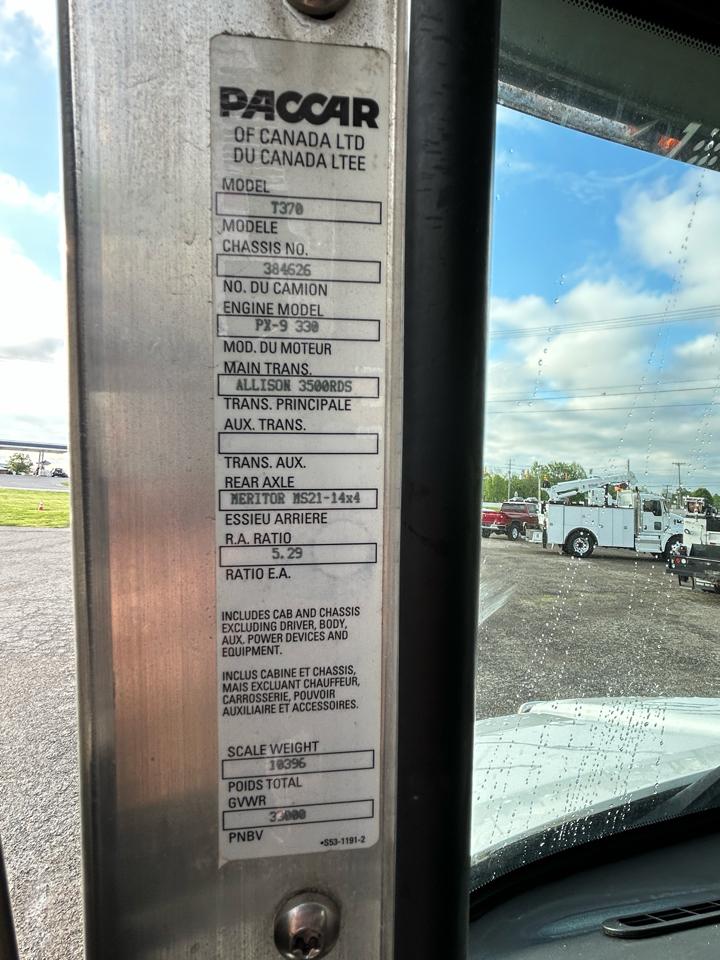 PACCAR
OF CANADA LTD
DU CANADA LTEE
MODEL
T370
MODELE
CHASSIS NO.
384626
NO. DU CAMION
ENGINE MODEL
PX-9 330
MOD. DU MOTEUR
MAIN TRANS.
ALLISON 3500RDS
TRANS. PRINCIPALE
AUX. TRANS.
TRANS. AUX.
REAR AXLE
MERITOR MS21-14x4
ESSIEU ARRIERE
R.A. RATIO
5.29
RATIO E.A.
INCLUDES CAB AND CHASSIS
EXCLUDING DRIVER, BODY,
AUX. POWER DEVICES AND
EQUIPMENT.
INCLUS CABINE ET CHASSIS,
MAIS EXCLUANT CHAUFFEUR,
CARROSSERIE, POUVOIR
AUXILIAIRE ET ACCESSOIRES.
SCALE WEIGHT
10396
POIDS TOTAL
GVWR
33000
PNBV
•S53-1191-2